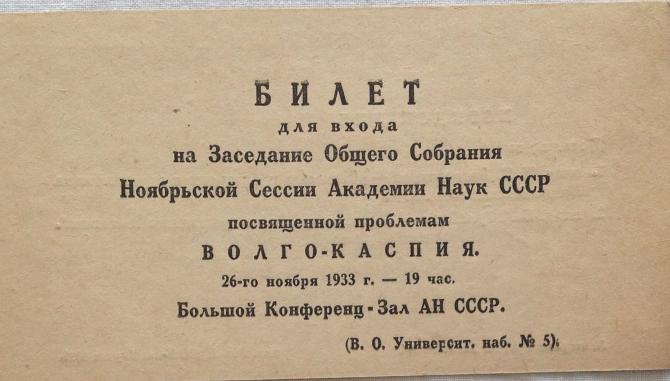 БИЛЕТ
для входа
на Заседание Общего Собрания
Ноябрьской Сессии Академии Наук СССР
посвященной проблемам
ВОЛГО-КАСПИЯ.
26-го ноября 1933 г. — 19 час.
Большой Конференц-Зал АН СССР.
(В. О. Университ. наб. № 5).